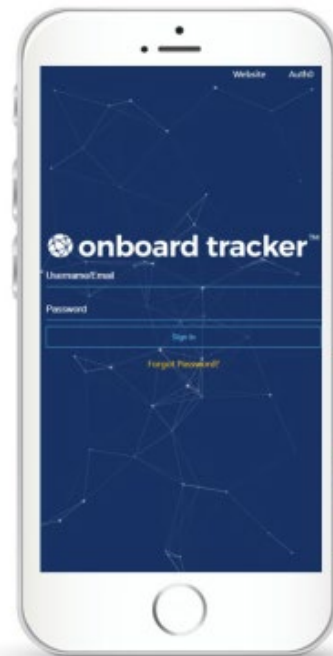 Website Auth0
onboard tracker™
Username/Email
Password
Sign In
Forgot Password?